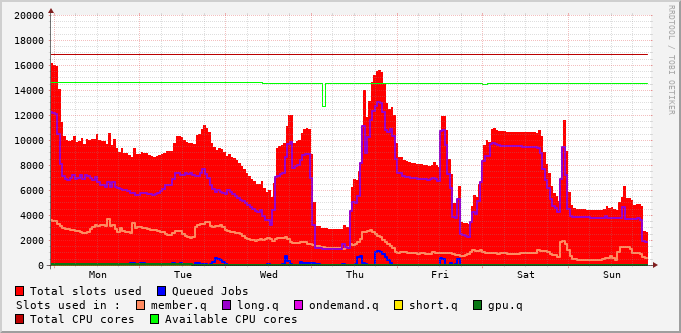 20000
18000
16000
14000
12000
10000
8000
6000
4000
2000
0
Mon Tue Wed Thu Fri Sat Sun
RRDTOOL / TOBI OETIKER
Total slots used Queued Jobs
Slots used in : member.q long.q ondemand.q short.q gpu.q
Total CPU cores Available CPU cores